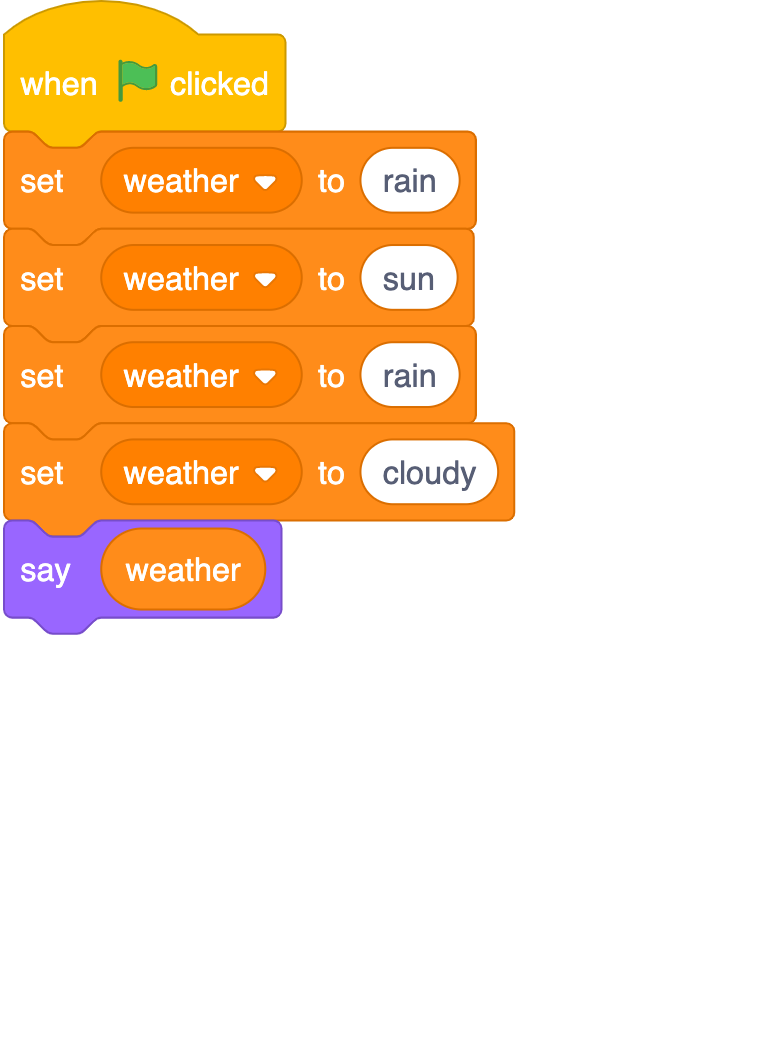 when clicked
set weather to rain
set weather to sun
set weather to rain
set weather to cloudy
say weather